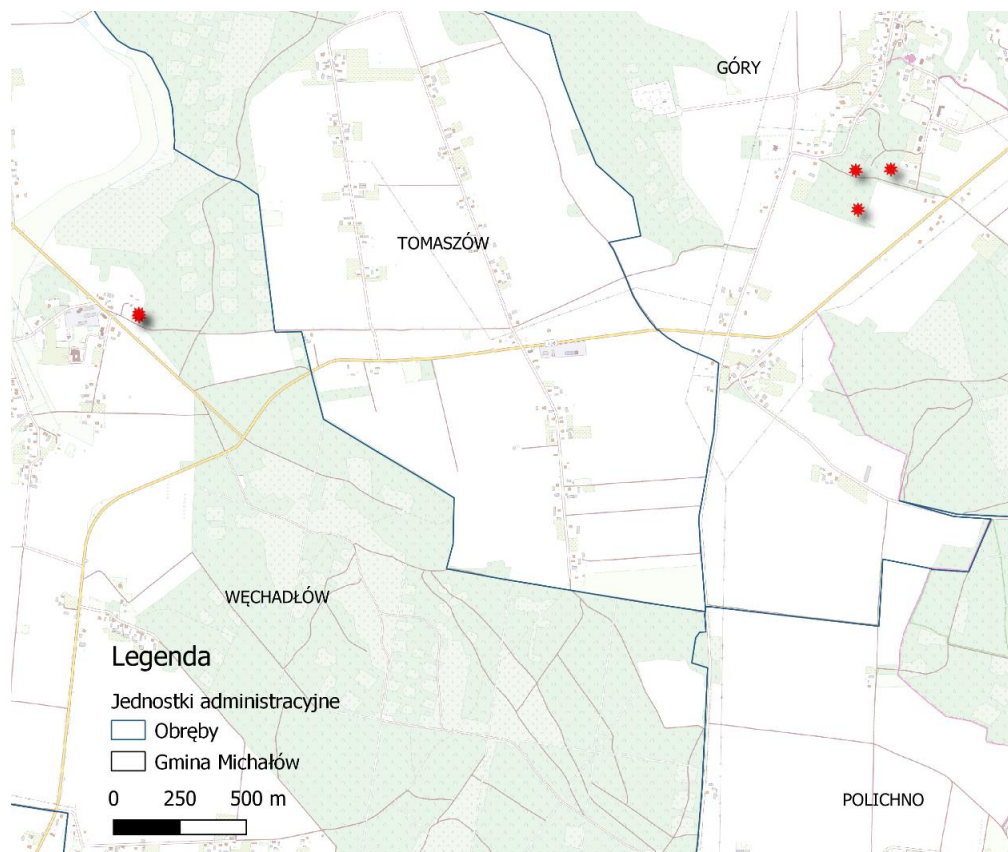 GÓRY
TOMASZÓW
WĘCHADŁÓW
Legenda
Jednostki administracyjne
Obręby
Gmina Michałów
0 250 500 m
POLICHNO